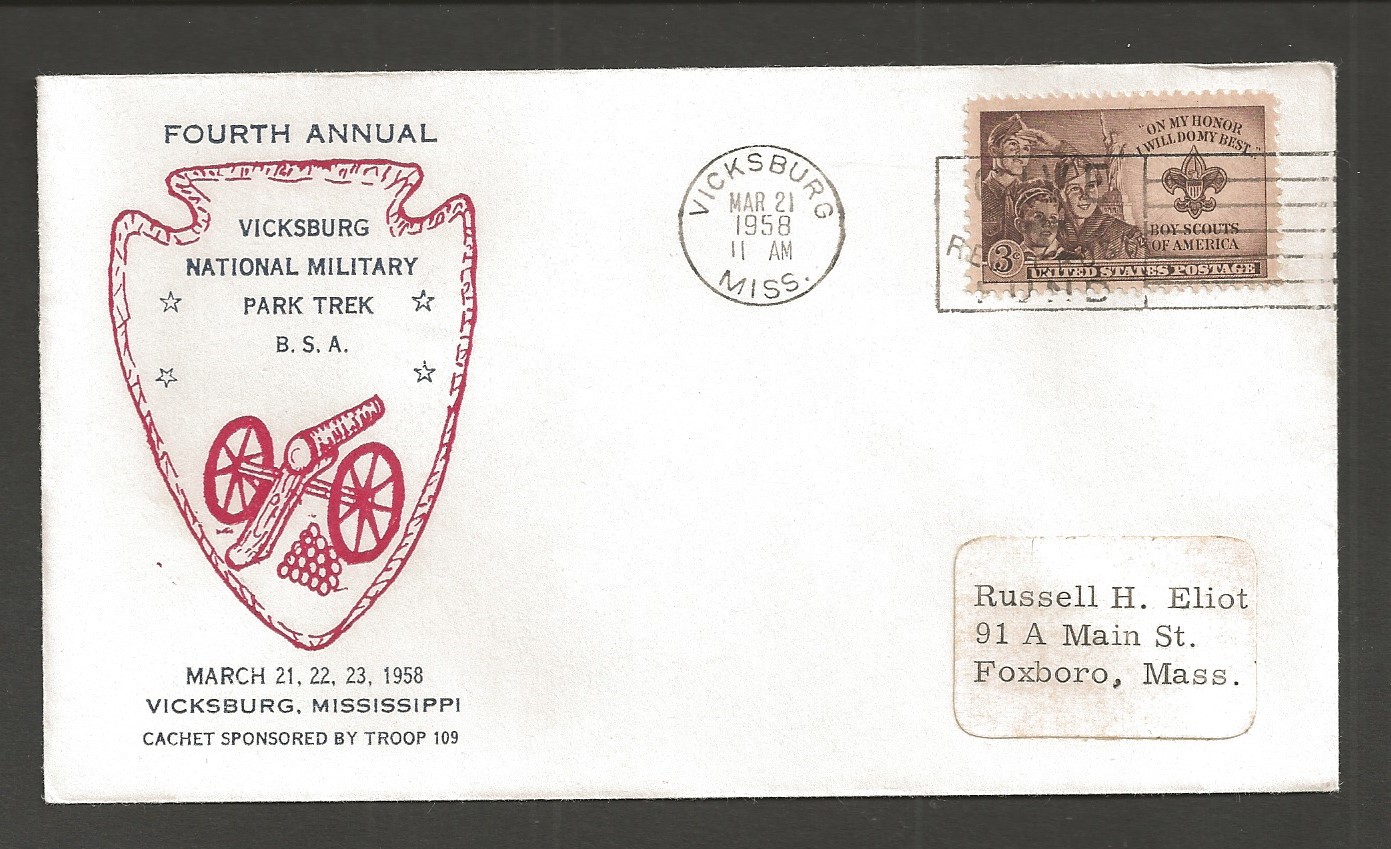 FOURTH ANNUAL
VICKSBURG
NATIONAL MILITARY
PARK TREK
B. S. A.
MARCH 21, 22, 23, 1958
VICKSBURG, MISSISSIPPI
CACHET SPONSORED BY TROOP 109
VICKSBURG
MAR 21
1958
11 AM
MISS.
"ON MY HONOR
I WILL DO MY BEST..."
BOY SCOUTS
OF AMERICA
3c
UNITED STATES POSTAGE
FUND
Russell H. Eliot
91 A Main St.
Foxboro, Mass.